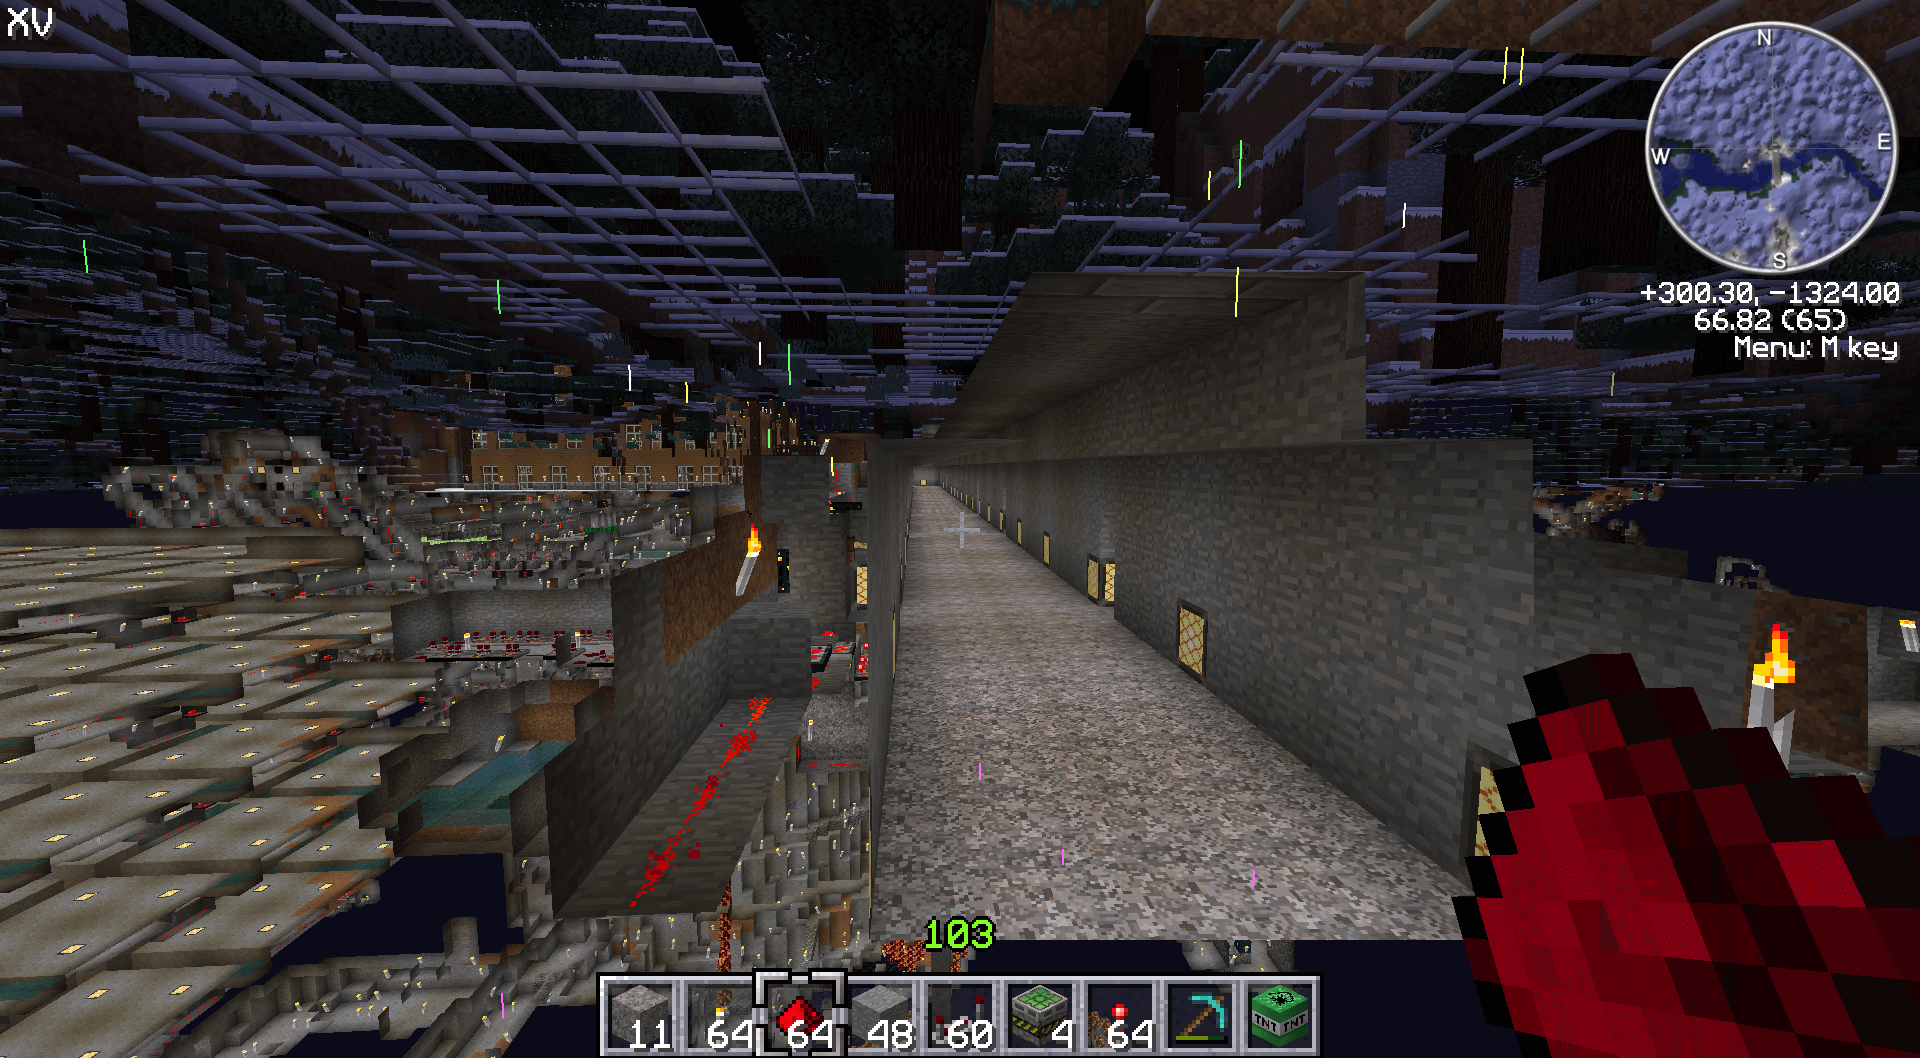 XV
N
W
E
S
+300.30, -1324.00
66.82 (65)
Menu: M key
103
11
64
64
48
60
4
64
TNT TNT